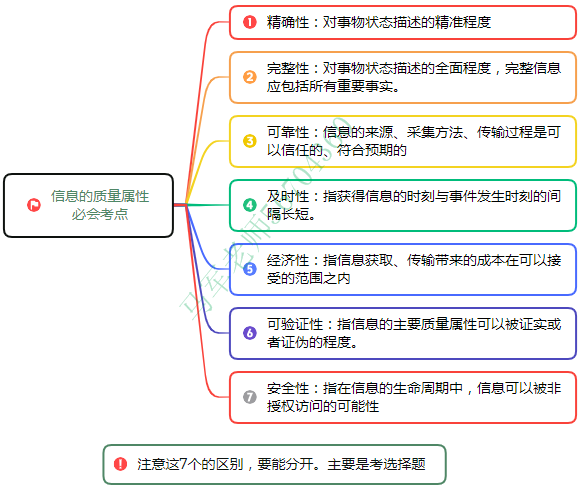 信息的质量属性
必会考点
1 精确性：对事物状态描述的精准程度
2 完整性：对事物状态描述的全面程度，完整信息
应包括所有重要事实。
3 可靠性：信息的来源、采集方法、传输过程是可
以信任的、符合预期的
4 及时性：指获得信息的时刻与事件发生时刻的间
隔长短。
5 经济性：指信息获取、传输带来的成本在可以接
受的范围之内
6 可验证性：指信息的主要质量属性可以被证实或
者证伪的程度。
7 安全性：指在信息的生命周期中，信息可以被非
授权访问的可能性
注意这7个的区别，要能分开。主要是考选择题